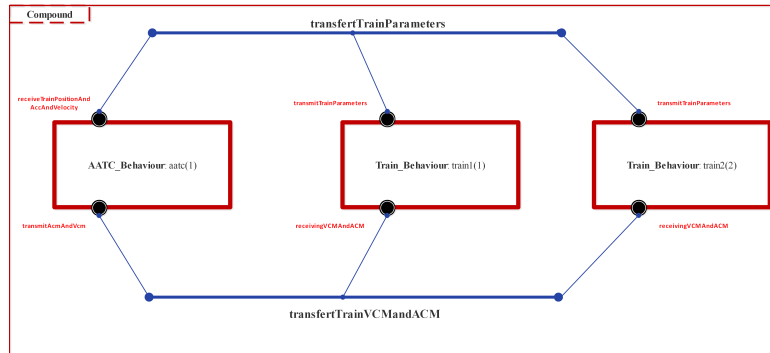 Compound
transfertTrainParameters
receiveTrainPositionAnd
AccAndVelocity
transmitTrainParameters
transmitTrainParameters
AATC_Behaviour: aatc(1)
Train_Behaviour: train1(1)
Train_Behaviour: train2(2)
transmitAcmAndVcm
receivingVCMAndACM
receivingVCMAndACM
transfertTrainVCMandACM